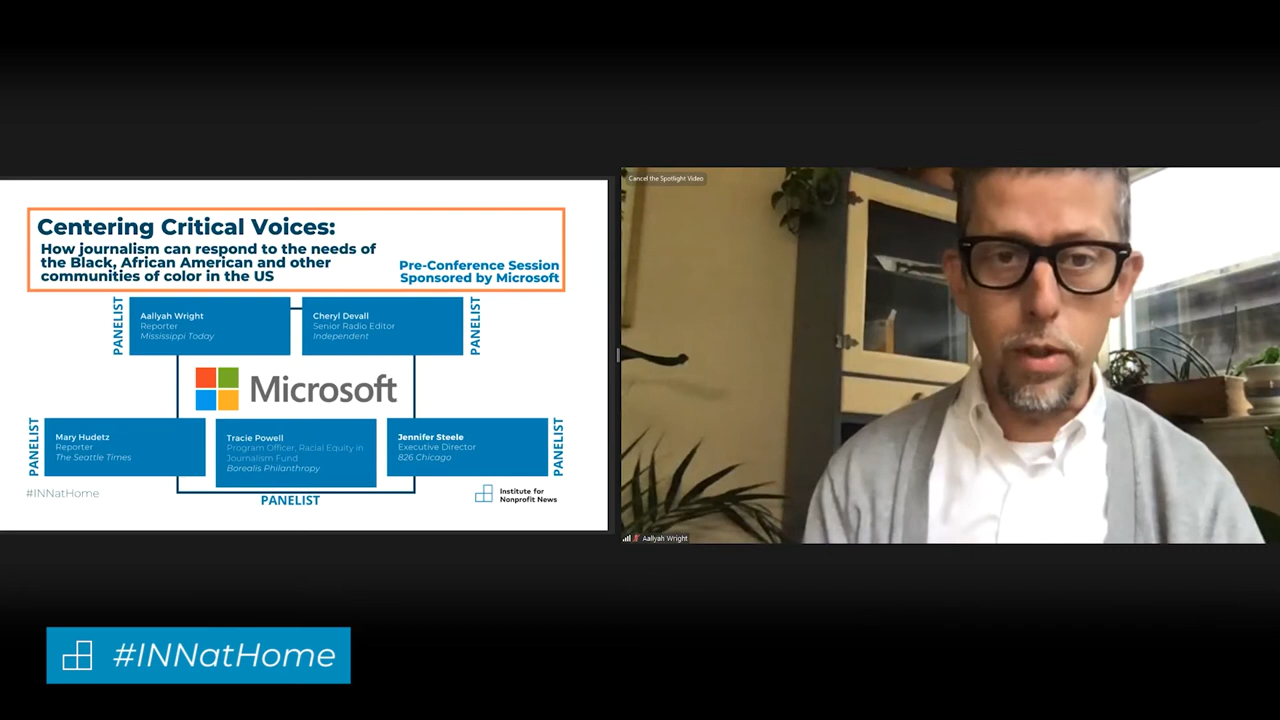 Centering Critical Voices:
How journalism can respond to the needs of
the Black, African American and other
communities of color in the US
Pre-Conference Session
Sponsored by Microsoft
PANELIST
Aallyah Wright
Reporter
Mississippi Today
Cheryl Devall
Senior Radio Editor
Independent
PANELIST
Microsoft
PANELIST
Mary Hudetz
Reporter
The Seattle Times
Tracie Powell
Program Officer, Racial Equity in
Journalism Fund
Borealis Philanthropy
Jennifer Steele
Executive Director
826 Chicago
PANELIST
PANELIST
#INNatHome
Institute for
Nonprofit News
Cancel the Spotlight Video
Aallyah Wright
#INNatHome